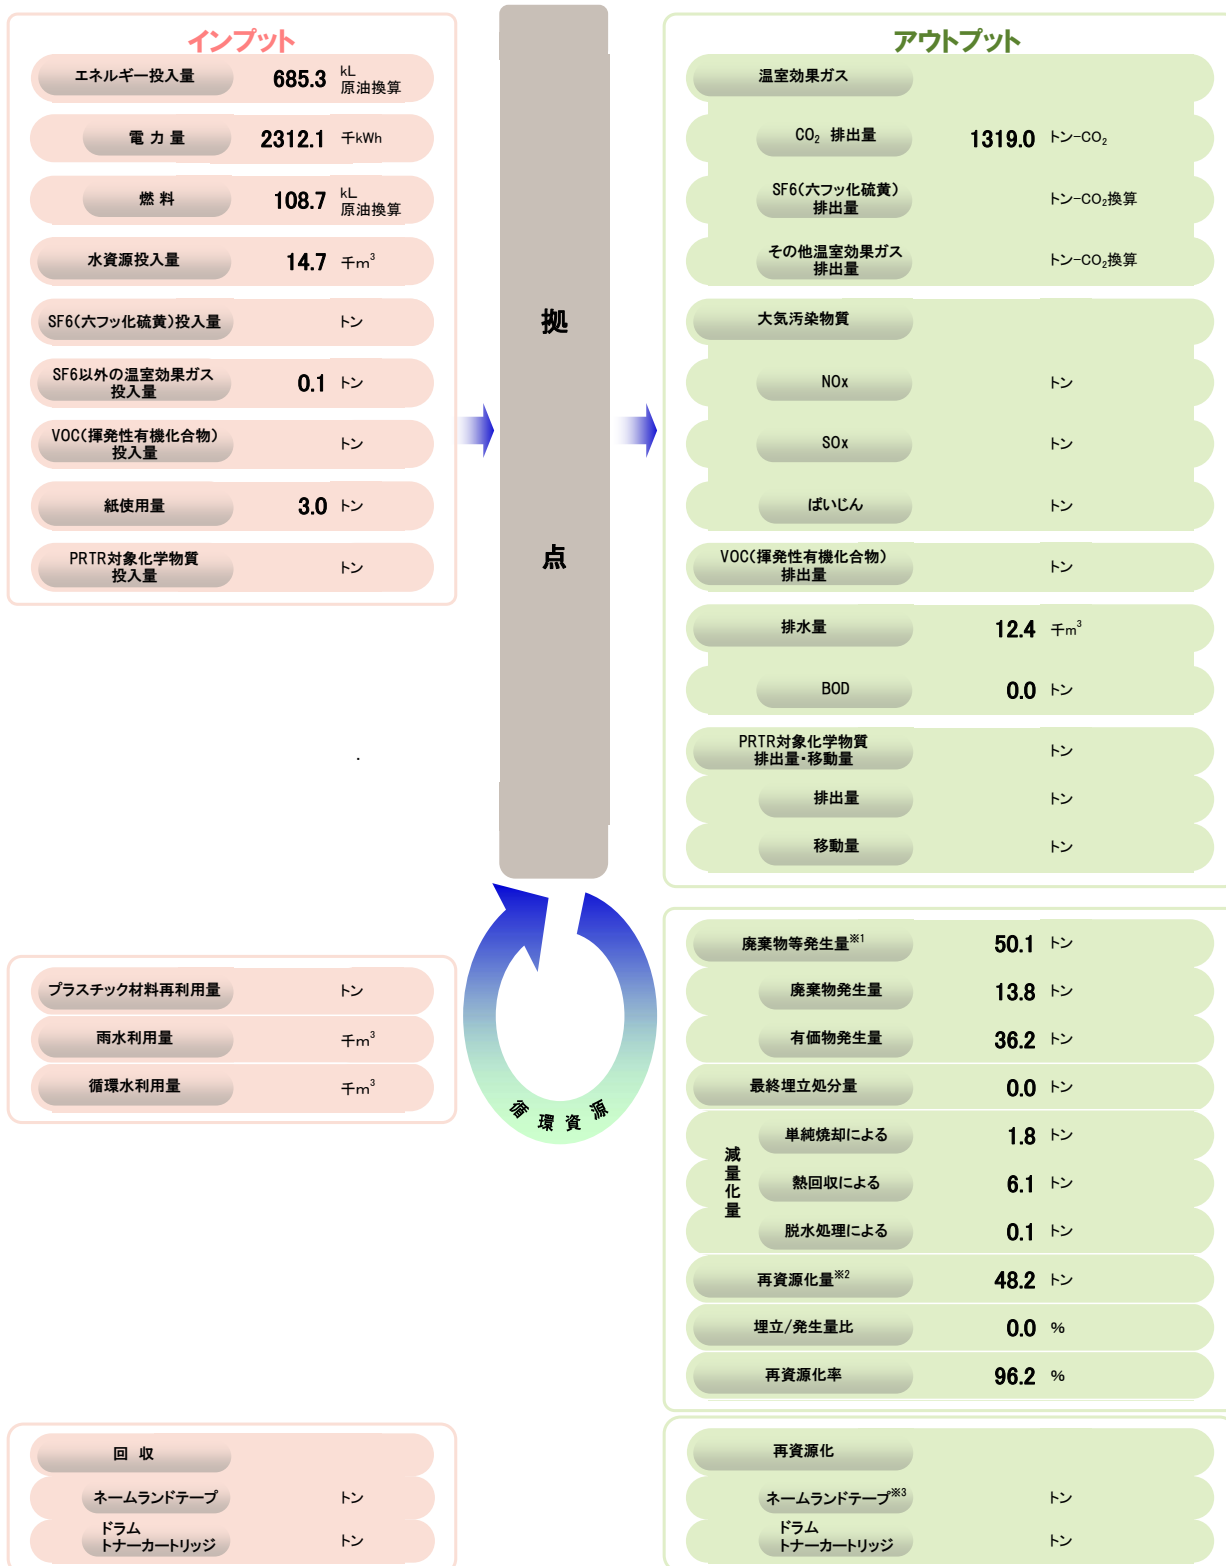 インプット
エネルギー投入量 685.3 kL
原油換算
電 力 量 2312.1 千kWh
燃 料 108.7 kL
原油換算
水資源投入量 14.7 千m³
SF6(六フッ化硫黄)投入量 トン
SF6以外の温室効果ガス
投入量 0.1 トン
VOC(揮発性有機化合物)
投入量 トン
紙使用量 3.0 トン
PRTR対象化学物質
投入量 トン
拠
点
アウトプット
温室効果ガス
CO₂ 排出量 1319.0 トン-CO₂
SF6(六フッ化硫黄)
排出量 トン-CO₂換算
その他温室効果ガス
排出量 トン-CO₂換算
大気汚染物質
NOx トン
SOx トン
ばいじん トン
VOC(揮発性有機化合物)
排出量 トン
排水量 12.4 千m³
BOD 0.0 トン
PRTR対象化学物質
排出量・移動量 トン
排出量 トン
移動量 トン
プラスチック材料再利用量 トン
雨水利用量 千m³
循環水利用量 千m³
循環資源
廃棄物等発生量※1 50.1 トン
廃棄物発生量 13.8 トン
有価物発生量 36.2 トン
最終埋立処分量 0.0 トン
減量化量
単純焼却による 1.8 トン
熱回収による 6.1 トン
脱水処理による 0.1 トン
再資源化量※2 48.2 トン
埋立/発生量比 0.0 %
再資源化率 96.2 %
回 収
ネームランドテープ トン
ドラム
トナーカートリッジ トン
再資源化
ネームランドテープ※3 トン
ドラム
トナーカートリッジ トン